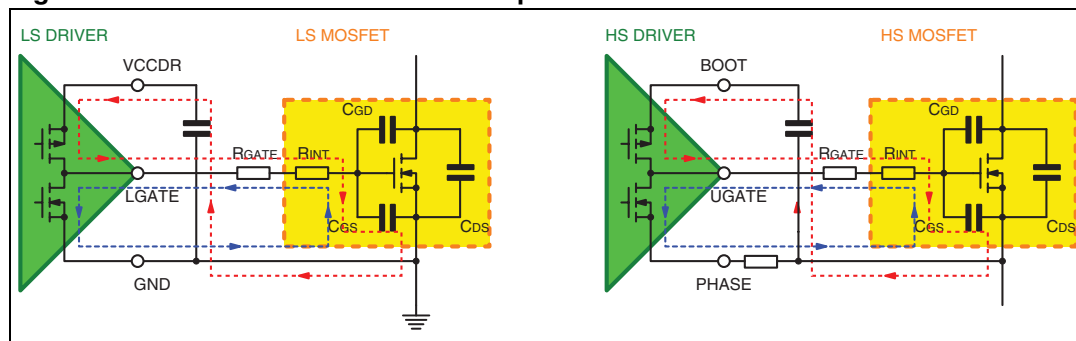 LS DRIVER
LS MOSFET
VCCDR
CGD
RGATE
RINT
LGATE
CGS
CDS
GND
HS DRIVER
HS MOSFET
BOOT
CGD
RGATE
RINT
UGATE
CGS
CDS
PHASE